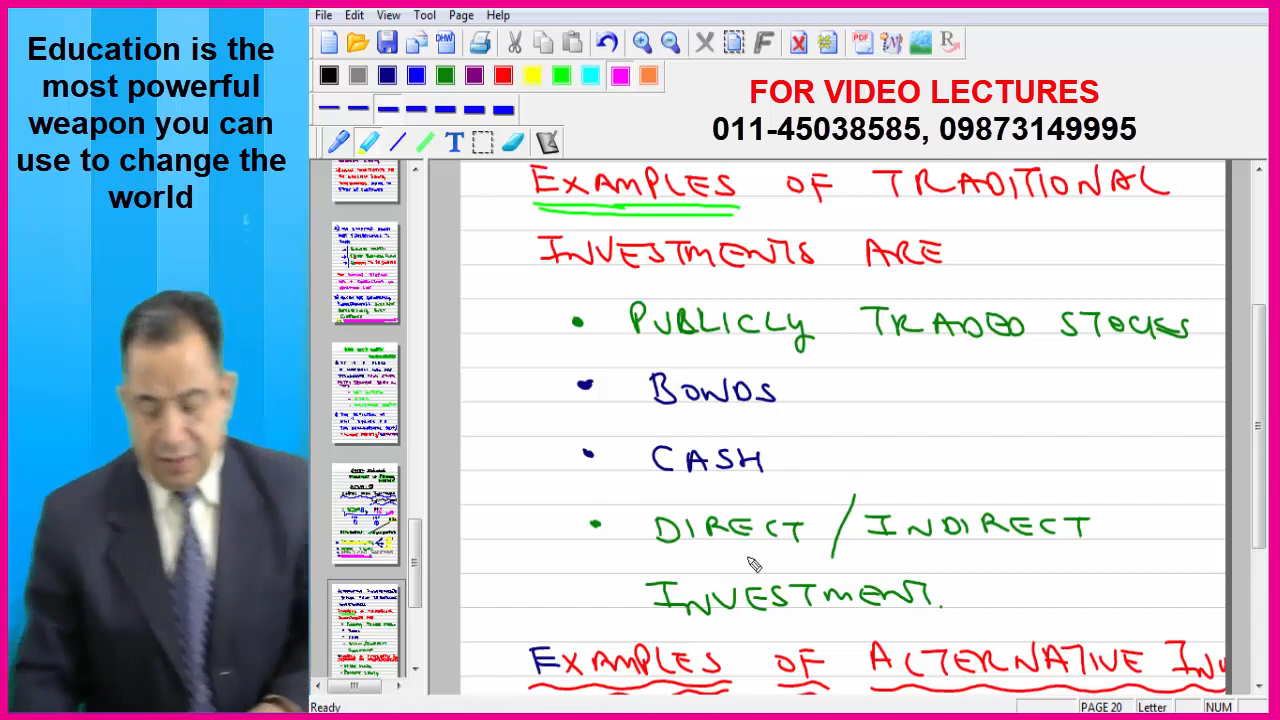 Education is the
most powerful
weapon you can
use to change the
world
File Edit View Tool Page Help
FOR VIDEO LECTURES
011-45038585, 09873149995
EXAMPLES OF TRADITIONAL
INVESTMENTS ARE
• PUBLICLY TRADED STOCKS
• BONDS
• CASH
• DIRECT / INDIRECT
INVESTMENT.
EXAMPLES OF ALTERNATIVE INV
Ready PAGE 20 Letter NUM